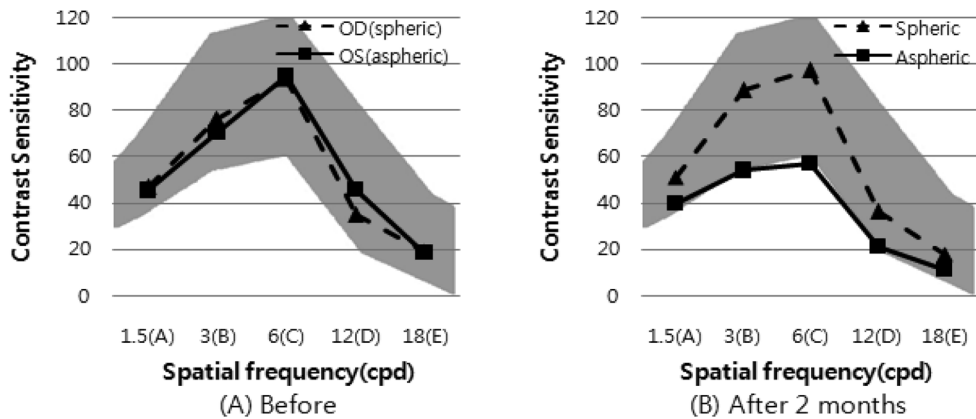 120
100
80
60
40
20
0
Contrast Sensitivity
OD(spheric)
OS(aspheric)
1.5(A) 3(B) 6(C) 12(D) 18(E)
Spatial frequency(cpd)
(A) Before
120
100
80
60
40
20
0
Contrast Sensitivity
Spheric
Aspheric
1.5(A) 3(B) 6(C) 12(D) 18(E)
Spatial frequency(cpd)
(B) After 2 months